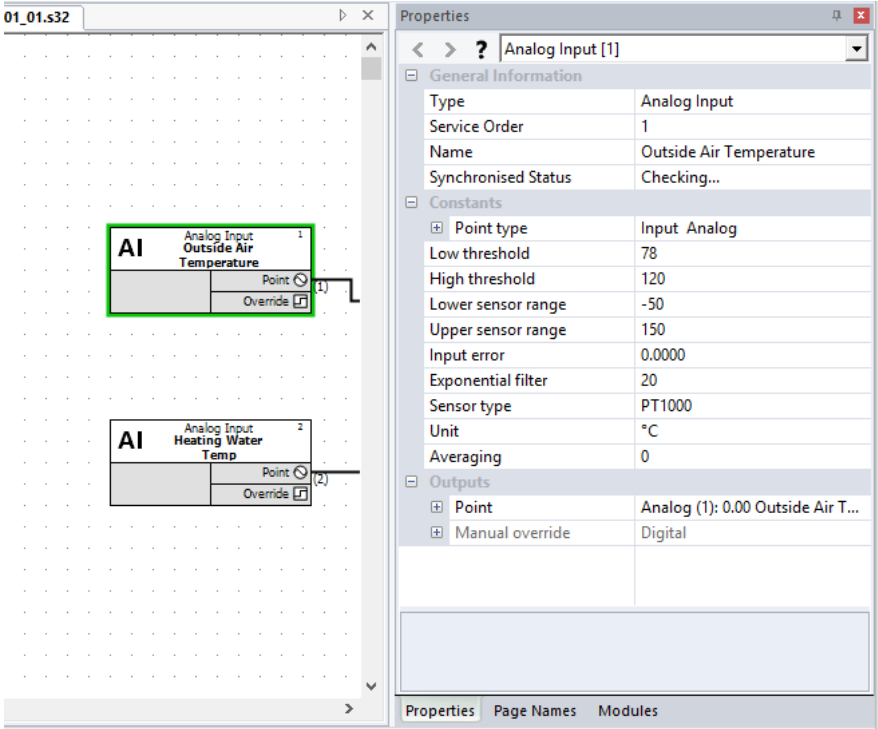 01_01.s32
AI
Analog Input 1
Outside Air
Temperature
Point
(1)
Override
AI
Analog Input 2
Heating Water
Temp
Point
(2)
Override
Properties
? Analog Input [1]
General Information
Type Analog Input
Service Order 1
Name Outside Air Temperature
Synchronised Status Checking...
Constants
Point type Input Analog
Low threshold 78
High threshold 120
Lower sensor range -50
Upper sensor range 150
Input error 0.0000
Exponential filter 20
Sensor type PT1000
Unit °C
Averaging 0
Outputs
Point Analog (1): 0.00 Outside Air T...
Manual override Digital
Properties Page Names Modules